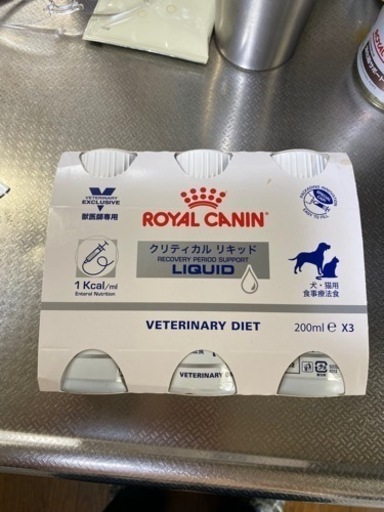 VETERINARY
EXCLUSIVE
獣医師専用
ROYAL CANIN
クリティカル リキッド
RECOVERY PERIOD SUPPORT
LIQUID
1 Kcal/ml
Enteral Nutrition
犬・猫用
食事療法食
VETERINARY DIET
200ml e X3
VETERINARY
ROYAL